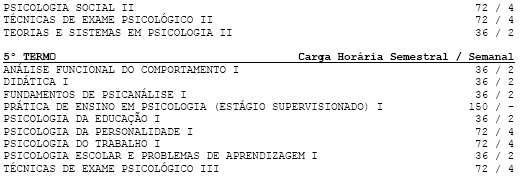 PSICOLOGIA SOCIAL II 72 / 4
TÉCNICAS DE EXAME PSICOLÓGICO II 72 / 4
TEORIAS E SISTEMAS EM PSICOLOGIA II 36 / 2
5º TERMO Carga Horária Semestral / Semanal
ANÁLISE FUNCIONAL DO COMPORTAMENTO I 36 / 2
DIDÁTICA I 36 / 2
FUNDAMENTOS DE PSICANÁLISE I 36 / 2
PRÁTICA DE ENSINO EM PSICOLOGIA (ESTÁGIO SUPERVISIONADO) I 150 / -
PSICOLOGIA DA EDUCAÇÃO I 36 / 2
PSICOLOGIA DA PERSONALIDADE I 72 / 4
PSICOLOGIA DO TRABALHO I 72 / 4
PSICOLOGIA ESCOLAR E PROBLEMAS DE APRENDIZAGEM I 36 / 2
TÉCNICAS DE EXAME PSICOLÓGICO III 72 / 4